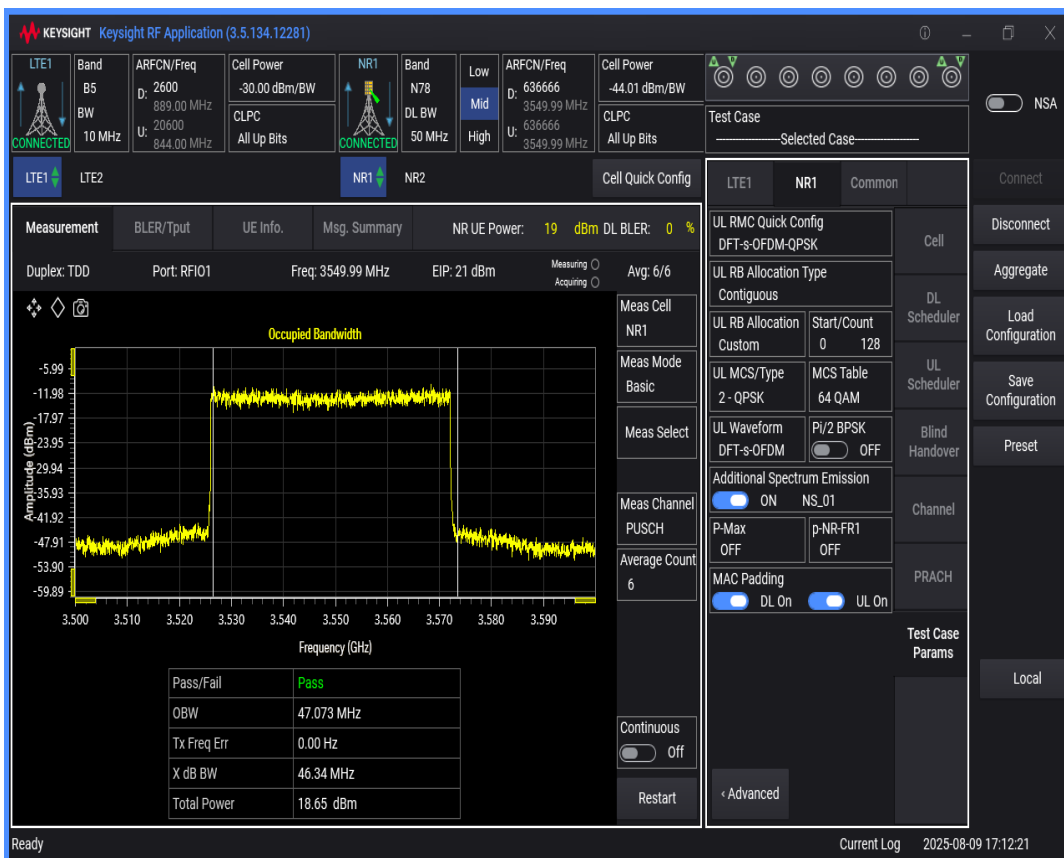 KEYSIGHT Keysight RF Application (3.5.134.12281)
LTE1
CONNECTED
Band
B5
BW
10 MHz
ARFCN/Freq
D: 2600
889.00 MHz
U: 20600
844.00 MHz
Cell Power
-30.00 dBm/BW
CLPC
All Up Bits
NR1
CONNECTED
Band
N78
DL BW
50 MHz
Low
Mid
High
ARFCN/Freq
D: 636666
3549.99 MHz
U: 636666
3549.99 MHz
Cell Power
-44.01 dBm/BW
CLPC
All Up Bits
Test Case
---------------Selected Case---------------
NSA
LTE1 LTE2 NR1 NR2 Cell Quick Config
Measurement BLER/Tput UE Info. Msg. Summary NR UE Power: 19 dBm DL BLER: 0 %
Duplex: TDD Port: RFIO1 Freq: 3549.99 MHz EIP: 21 dBm Measuring Avg: 6/6
Acquiring
Occupied Bandwidth
Amplitude (dBm)
-5.99
-11.98
-17.97
-23.95
-29.94
-35.93
-41.92
-47.91
-53.90
-59.89
3.500 3.510 3.520 3.530 3.540 3.550 3.560 3.570 3.580 3.590
Frequency (GHz)
Pass/Fail Pass
OBW 47.073 MHz
Tx Freq Err 0.00 Hz
X dB BW 46.34 MHz
Total Power 18.65 dBm
Meas Cell
NR1
Meas Mode
Basic
Meas Select
Meas Channel
PUSCH
Average Count
6
Continuous
Off
Restart
LTE1 NR1 Common
UL RMC Quick Config
DFT-s-OFDM-QPSK
UL RB Allocation Type
Contiguous
UL RB Allocation
Custom
Start/Count
0 128
UL MCS/Type
2 - QPSK
MCS Table
64 QAM
UL Waveform
DFT-s-OFDM
Pi/2 BPSK
OFF
Additional Spectrum Emission
ON NS_01
P-Max
OFF
p-NR-FR1
OFF
MAC Padding
DL On UL On
‹ Advanced
Cell
DL
Scheduler
UL
Scheduler
Blind
Handover
Channel
PRACH
Test Case
Params
Connect
Disconnect
Aggregate
Load
Configuration
Save
Configuration
Preset
Local
Ready Current Log 2025-08-09 17:12:21